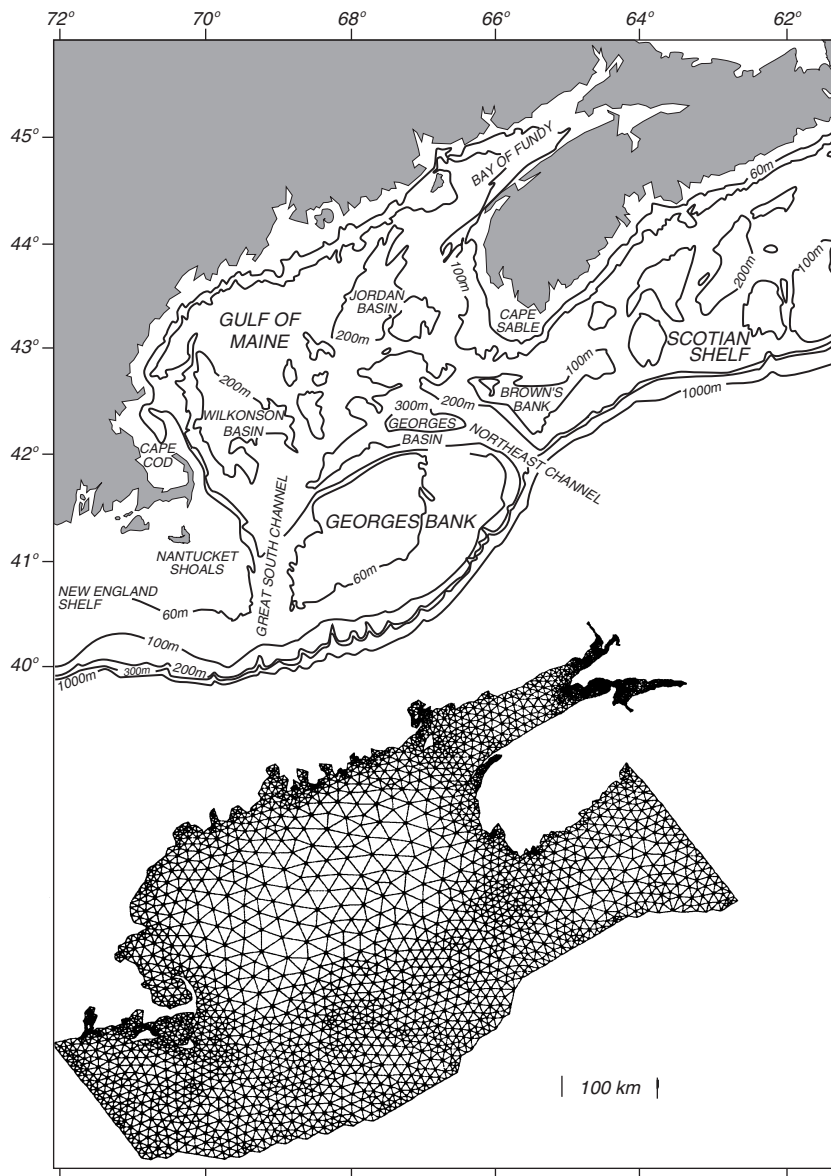 72° 70° 68° 66° 64° 62°
45°
BAY OF FUNDY
60m
44°
100m
200m
100m
JORDAN
BASIN
CAPE
SABLE
GULF OF
MAINE
200m
SCOTIAN
SHELF
43°
100m
1000m
200m
300m
200m
BROWN'S
BANK
WILKONSON
BASIN
GEORGES
BASIN
NORTHEAST CHANNEL
42°
CAPE
COD
GEORGES BANK
GREAT SOUTH CHANNEL
41°
NANTUCKET
SHOALS
60m
NEW ENGLAND
SHELF
60m
100m
40°
1000m
300m
200m
100 km